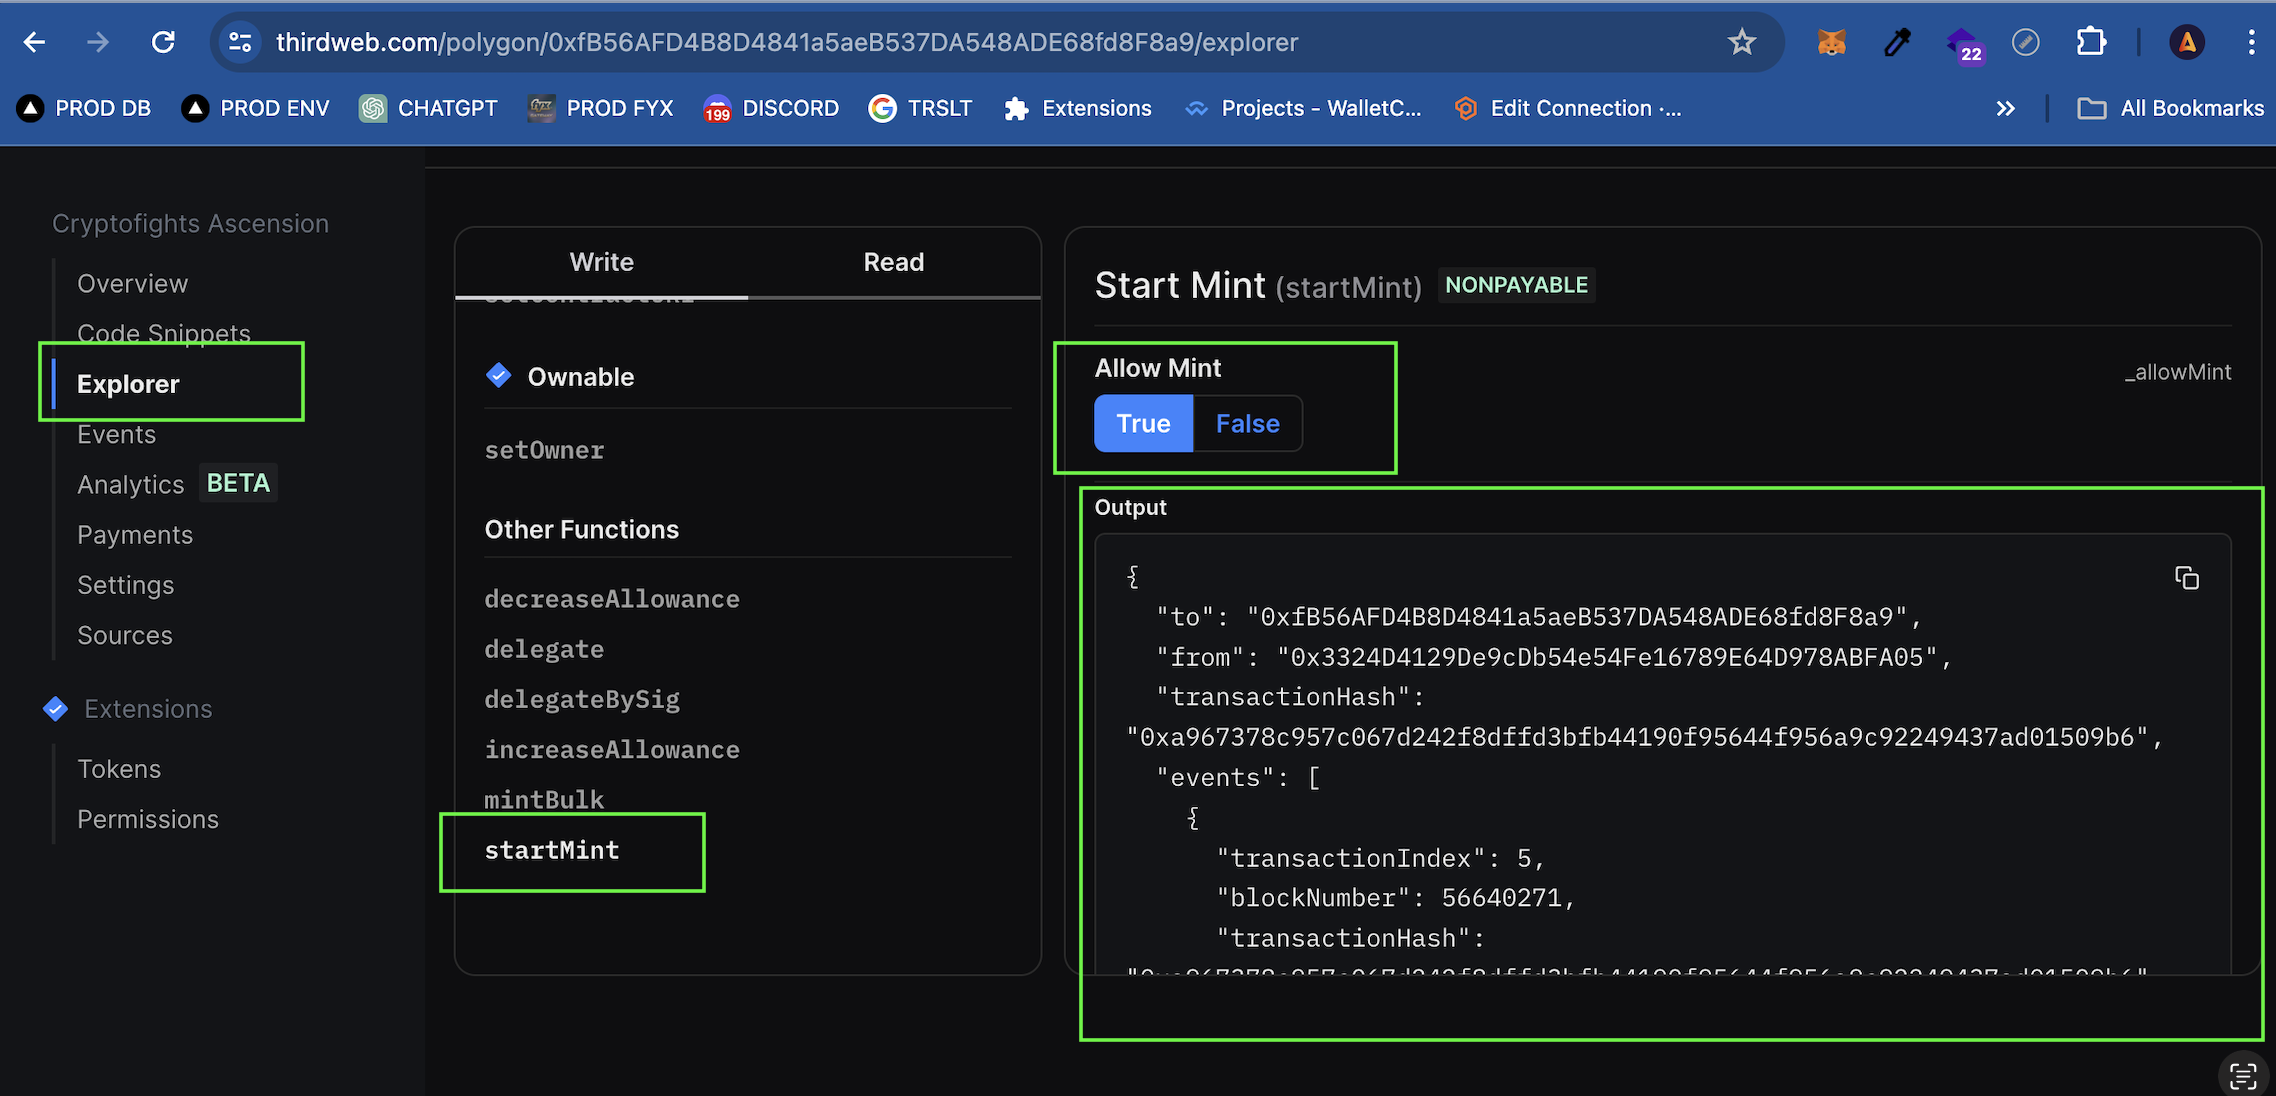 thirdweb.com/polygon/0xfB56AFD4B8D4841a5aeB537DA548ADE68fd8F8a9/explorer
22
PROD DB
PROD ENV
CHATGPT
PROD FYX
199
DISCORD
TRSLT
Extensions
Projects - WalletC...
Edit Connection ·...
All Bookmarks
Cryptofights Ascension
Overview
Code Snippets
Explorer
Events
Analytics BETA
Payments
Settings
Sources
Extensions
Tokens
Permissions
Write Read
Ownable
setOwner
Other Functions
decreaseAllowance
delegate
delegateBySig
increaseAllowance
mintBulk
startMint
Start Mint (startMint) NONPAYABLE
Allow Mint
_allowMint
True False
Output
{
"to": "0xfB56AFD4B8D4841a5aeB537DA548ADE68fd8F8a9",
"from": "0x3324D4129De9cDb54e54Fe16789E64D978ABFA05",
"transactionHash":
"0xa967378c957c067d242f8dffd3bfb44190f95644f956a9c92249437ad01509b6",
"events": [
{
"transactionIndex": 5,
"blockNumber": 56640271,
"transactionHash":